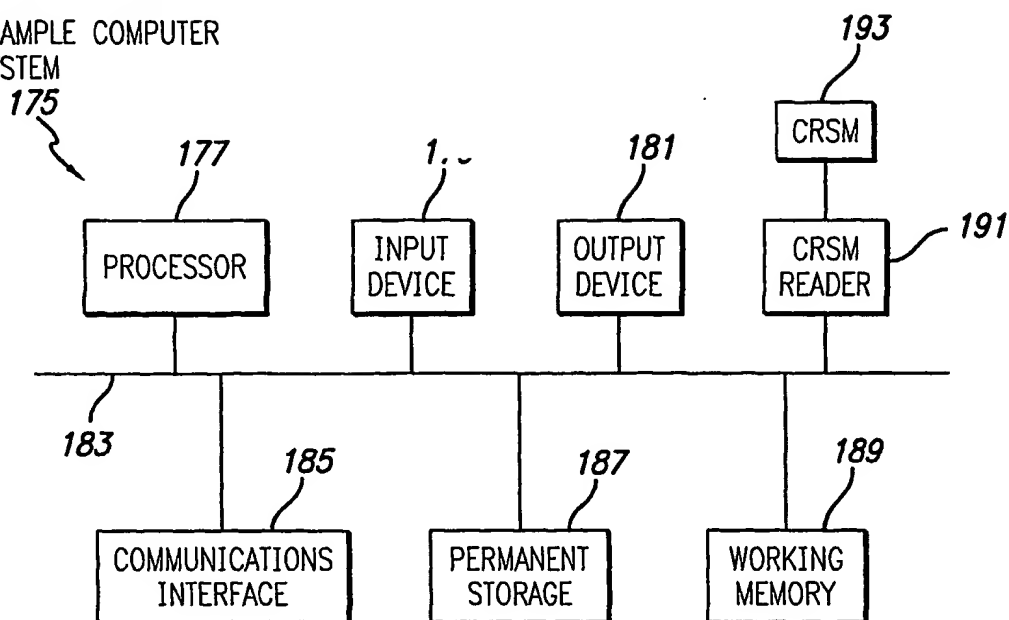 AMPLE COMPUTER
STEM
175
193
CRSM
177
181
191
PROCESSOR
INPUT
DEVICE
OUTPUT
DEVICE
CRSM
READER
183
185
187
189
COMMUNICATIONS
INTERFACE
PERMANENT
STORAGE
WORKING
MEMORY